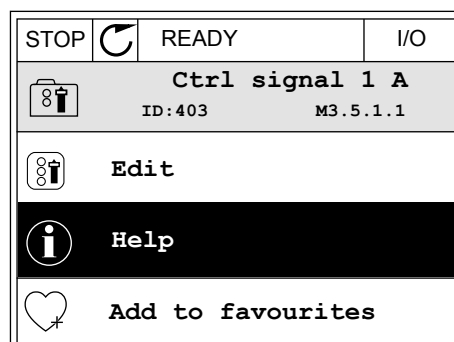 STOP READY I/O
Ctrl signal 1 A
ID:403 M3.5.1.1
Edit
Help
Add to favourites